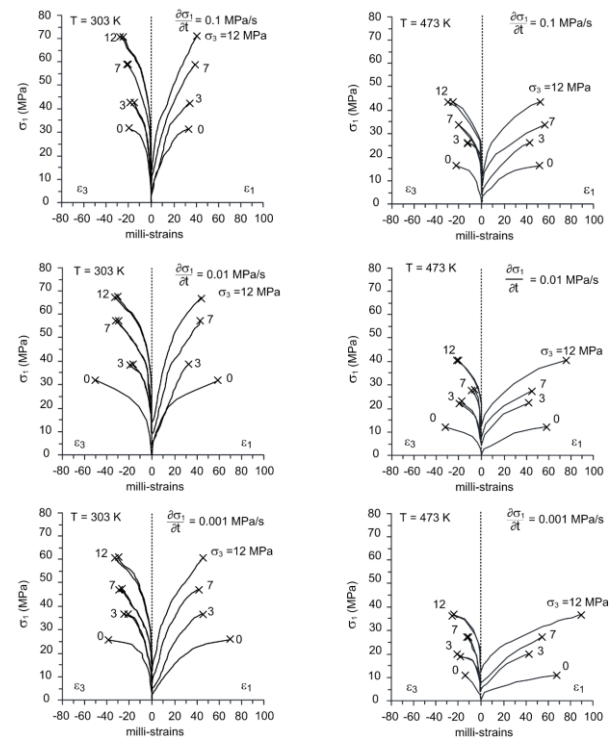 T = 303 K
∂σ₁/∂t = 0.1 MPa/s
σ₃ =12 MPa
12
7
7
3
3
0
0
ε₃
ε₁
σ₁ (MPa)
80
70
60
50
40
30
20
10
0
-80 -60 -40 -20 0 20 40 60 80 100
milli-strains
T = 473 K
∂σ₁/∂t = 0.1 MPa/s
σ₃ =12 MPa
12
7
7
3
3
0
0
ε₃
ε₁
σ₁ (MPa)
80
70
60
50
40
30
20
10
0
-80 -60 -40 -20 0 20 40 60 80 100
milli-strains
T = 303 K
∂σ₁/∂t = 0.01 MPa/s
σ₃ =12 MPa
12
7
7
3
3
0
0
ε₃
ε₁
σ₁ (MPa)
80
70
60
50
40
30
20
10
0
-80 -60 -40 -20 0 20 40 60 80 100
milli-strains
T = 473 K
∂σ₁/∂t = 0.01 MPa/s
σ₃ =12 MPa
12
7
7
3
3
0
0
ε₃
ε₁
σ₁ (MPa)
80
70
60
50
40
30
20
10
0
-80 -60 -40 -20 0 20 40 60 80 100
milli-strains
T = 303 K
∂σ₁/∂t = 0.001 MPa/s
σ₃ =12 MPa
12
7
7
3
3
0
0
ε₃
ε₁
σ₁ (MPa)
80
70
60
50
40
30
20
10
0
-80 -60 -40 -20 0 20 40 60 80 100
milli-strains
T = 473 K
∂σ₁/∂t = 0.001 MPa/s
σ₃ =12 MPa
12
7
7
3
3
0
0
ε₃
ε₁
σ₁ (MPa)
80
70
60
50
40
30
20
10
0
-80 -60 -40 -20 0 20 40 60 80 100
milli-strains